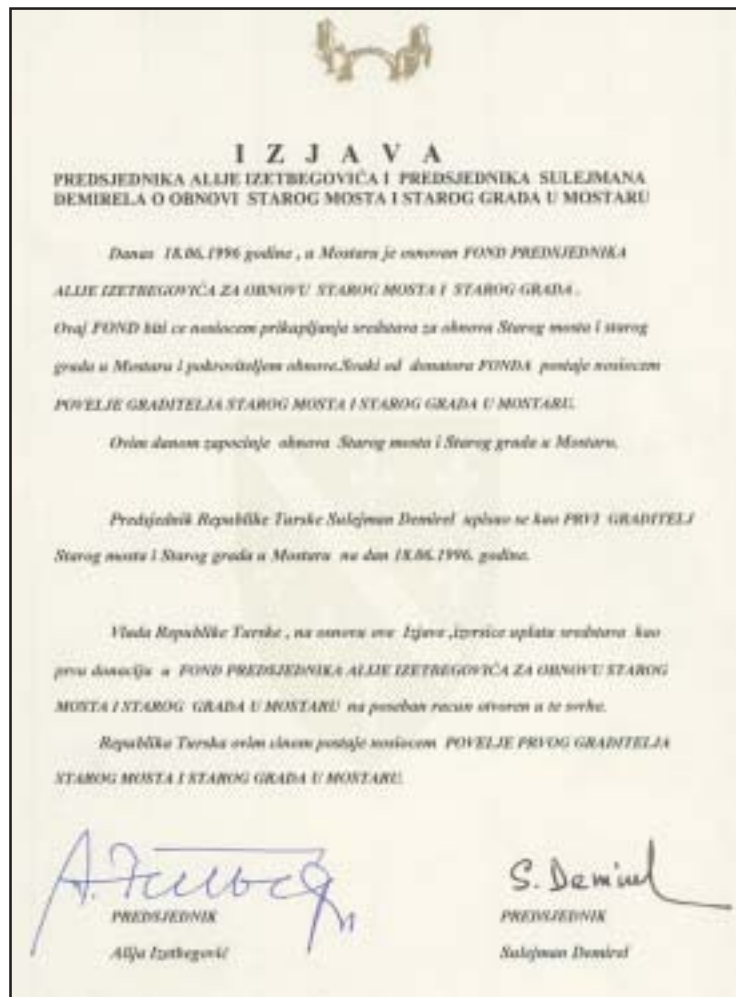 I Z J A V A
PREDSJEDNIKA ALIJE IZETBEGOVIĆA I PREDSJEDNIKA SULEJMANA
DEMIRELA O OBNOVI STAROG MOSTA I STAROG GRADA U MOSTARU
Danas 18.06.1996 godine , u Mostaru je osnovan FOND PREDSJEDNIKA
ALIJE IZETBEGOVIĆA ZA OBNOVU STAROG MOSTA I STAROG GRADA .
Ovaj FOND biti ce nosiocem prikupljanja sredstava za obnovu Starog mosta i starog
grada u Mostaru i pokroviteljem obnove.Svaki od donatora FONDA postaje nosiocem
POVELJE GRADITELJA STAROG MOSTA I STAROG GRADA U MOSTARU.
Ovim danom zapocinje obnova Starog mosta i Starog grada u Mostaru.
Predsjednik Republike Turske Sulejman Demirel upisao se kao PRVI GRADITELJ
Starog mosta i Starog grada u Mostaru na dan 18.06.1996. godine.
Vlada Republike Turske , na osnovu ove Izjave ,izvrsice uplatu sredstava kao
prvu donaciju u FOND PREDSJEDNIKA ALIJE IZETBEGOVIĆA ZA OBNOVU STAROG
MOSTA I STAROG GRADA U MOSTARU na poseban racun otvoren u te svrhe.
Republika Turska ovim cinom postaje nosiocem POVELJE PRVOG GRADITELJA
STAROG MOSTA I STAROG GRADA U MOSTARU.
S. Demirel
PREDSJEDNIK PREDSJEDNIK
Alija Izetbegović Sulejman Demirel